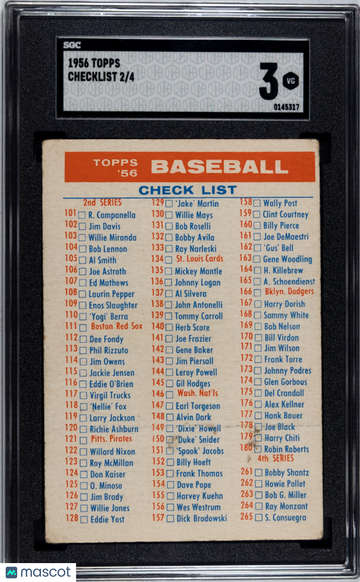 SGC
1956 TOPPS
CHECKLIST 2/4
3 VG
0145317
TOPPS '56 BASEBALL
CHECK LIST
2nd SERIES
101 R. Campanella
102 Jim Davis
103 Willie Miranda
104 Bob Lennon
105 Al Smith
106 Joe Astroth
107 Ed Mathews
108 Laurin Pepper
109 Enos Slaughter
110 'Yogi' Berra
111 Boston Red Sox
112 Dee Fondy
113 Phil Rizzuto
114 Jim Owens
115 Jackie Jensen
116 Eddie O'Brien
117 Virgil Trucks
118 'Nellie' Fox
119 Larry Jackson
120 Richie Ashburn
121 Pitts. Pirates
122 Willard Nixon
123 Roy McMillan
124 Don Kaiser
125 O. Minoso
126 Jim Brady
127 Willie Jones
128 Eddie Yost
129 'Jake' Martin
130 Willie Mays
131 Bob Roselli
132 Bobby Avila
133 Ray Narleski
134 St. Louis Cards
135 Mickey Mantle
136 Johnny Logan
137 Al Silvera
138 John Antonelli
139 Tommy Carroll
140 Herb Score
141 Joe Frazier
142 Gene Baker
143 Jim Piersall
144 Leroy Powell
145 Gil Hodges
146 Wash. Nat'ls
147 Earl Torgeson
148 Alvin Dark
149 'Dixie' Howell
150 'Duke' Snider
151 'Spook' Jacobs
152 Billy Hoeft
153 Frank Thomas
154 Dave Pope
155 Harvey Kuenn
156 Wes Westrum
157 Dick Brodowski
158 Wally Post
159 Clint Courtney
160 Billy Pierce
161 Joe DeMaestri
162 'Gus' Bell
163 Gene Woodling
164 H. Killebrew
165 A. Schoendienst
166 Bklyn. Dodgers
167 Harry Dorish
168 Sammy White
169 Bob Nelson
170 Bill Virdon
171 Jim Wilson
172 Frank Torre
173 Johnny Podres
174 Glen Gorbous
175 Del Crandall
176 Alex Kellner
177 Hank Bauer
178 Joe Black
179 Harry Chiti
180 Robin Roberts
4th SERIES
261 Bobby Shantz
262 Howie Pollet
263 Bob G. Miller
264 Ray Monzant
265 S. Consuegra
mascot